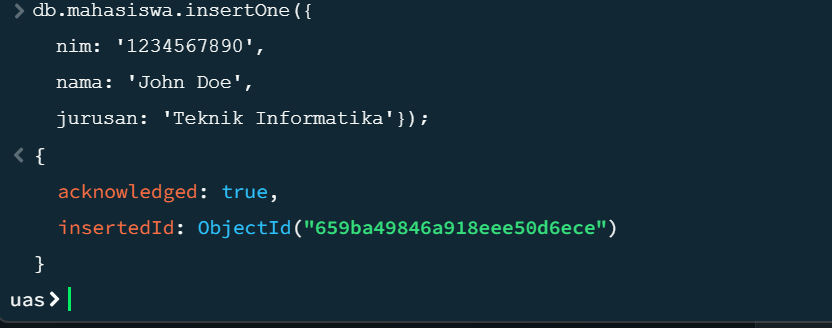 > db.mahasiswa.insertOne({
nim: '1234567890',
nama: 'John Doe',
jurusan: 'Teknik Informatika'});
< {
acknowledged: true,
insertedId: ObjectId("659ba49846a918eee50d6ece")
}
uas>